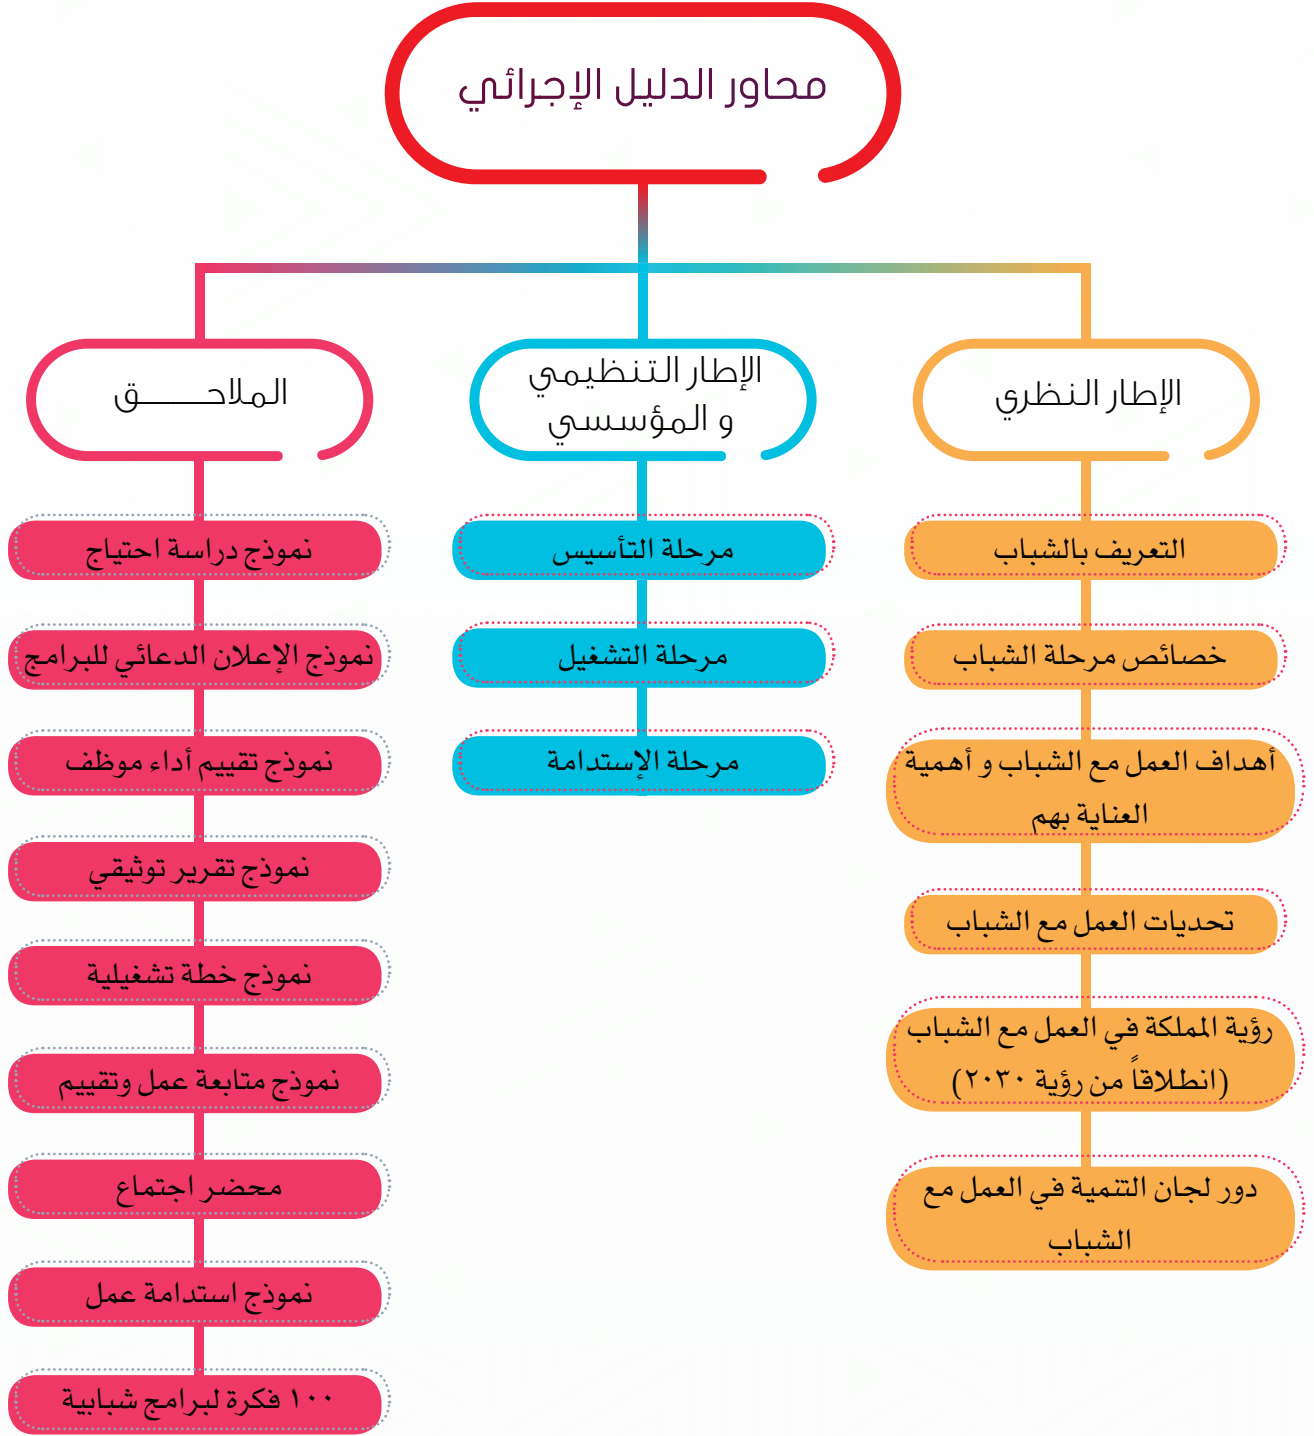 محاور الدليل الإجرائي
الإطار النظري
التعريف بالشباب
خصائص مرحلة الشباب
أهداف العمل مع الشباب و أهمية
العناية بهم
تحديات العمل مع الشباب
رؤية المملكة في العمل مع الشباب
(انطلاقاً من رؤية ٢٠٣٠)
دور لجان التنمية في العمل مع
الشباب
الإطار التنظيمي
و المؤسسي
مرحلة التأسيس
مرحلة التشغيل
مرحلة الإستدامة
الملاحـــــق
نموذج دراسة احتياج
نموذج الإعلان الدعائي للبرامج
نموذج تقييم أداء موظف
نموذج تقرير توثيقي
نموذج خطة تشغيلية
نموذج متابعة عمل وتقييم
محضر اجتماع
نموذج استدامة عمل
١٠٠ فكرة لبرامج شبابية